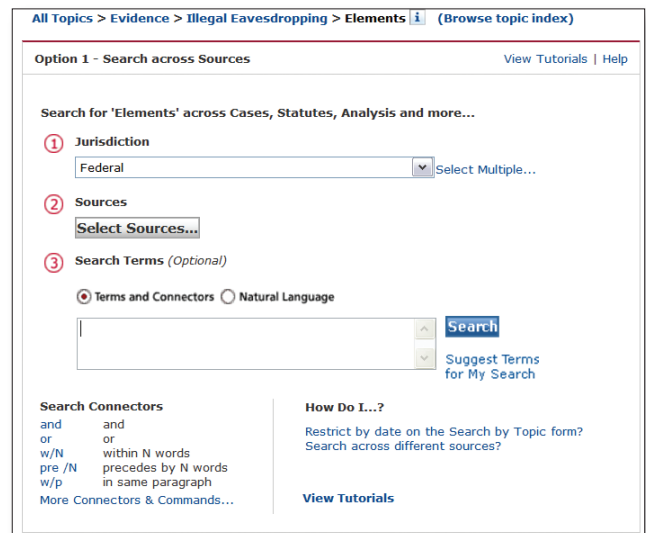 All Topics > Evidence > Illegal Eavesdropping > Elements i (Browse topic index)
Option 1 - Search across Sources View Tutorials | Help
Search for 'Elements' across Cases, Statutes, Analysis and more...
1 Jurisdiction
Federal Select Multiple...
2 Sources
Select Sources...
3 Search Terms (Optional)
Terms and Connectors Natural Language
Search
Suggest Terms
for My Search
Search Connectors
and and
or or
w/N within N words
pre /N precedes by N words
w/p in same paragraph
More Connectors & Commands...
How Do I...?
Restrict by date on the Search by Topic form?
Search across different sources?
View Tutorials